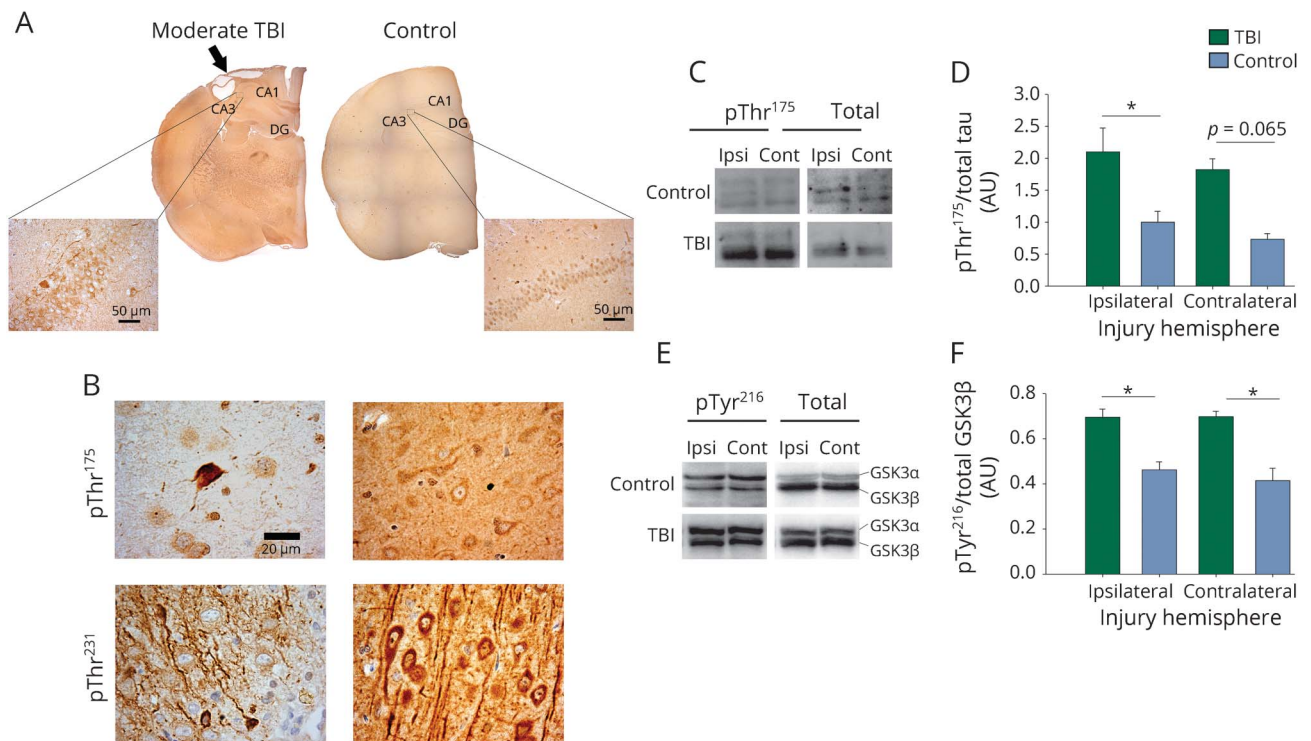 A
Moderate TBI
Control
CA1
CA3
DG
CA1
CA3
DG
50 µm
50 µm
B
pThr175
20 µm
pThr231
C
pThr175 Total
Ipsi Cont Ipsi Cont
Control
TBI
TBI
Control
D
pThr175/total tau
(AU)
3.0
2.5
2.0
1.5
1.0
0.5
0.0
*
p = 0.065
Ipsilateral Contralateral
Injury hemisphere
E
pTyr216 Total
Ipsi Cont Ipsi Cont
Control
GSK3α
GSK3β
TBI
GSK3α
GSK3β
F
pTyr216/total GSK3β
(AU)
0.8
0.6
0.4
0.2
0.0
*
*
Ipsilateral Contralateral
Injury hemisphere